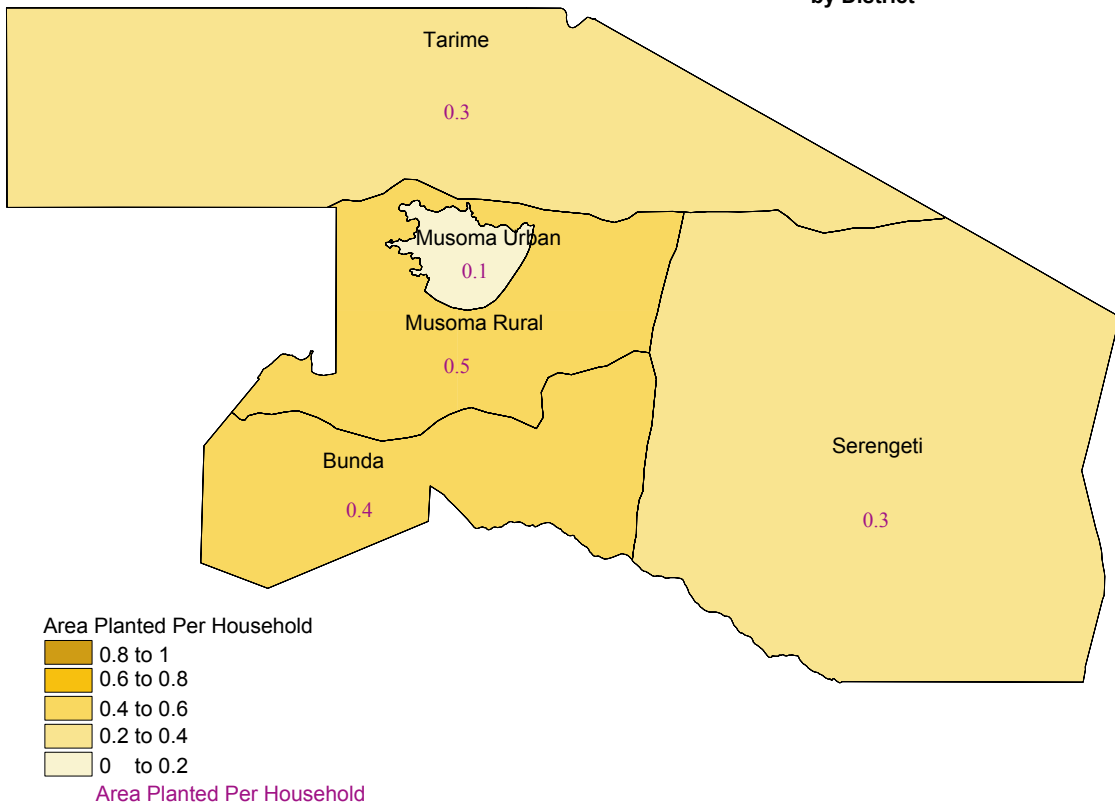 by District
Tarime
0.3
Musoma Urban
0.1
Musoma Rural
0.5
Bunda
0.4
Serengeti
0.3
Area Planted Per Household
0.8 to 1
0.6 to 0.8
0.4 to 0.6
0.2 to 0.4
0 to 0.2
Area Planted Per Household